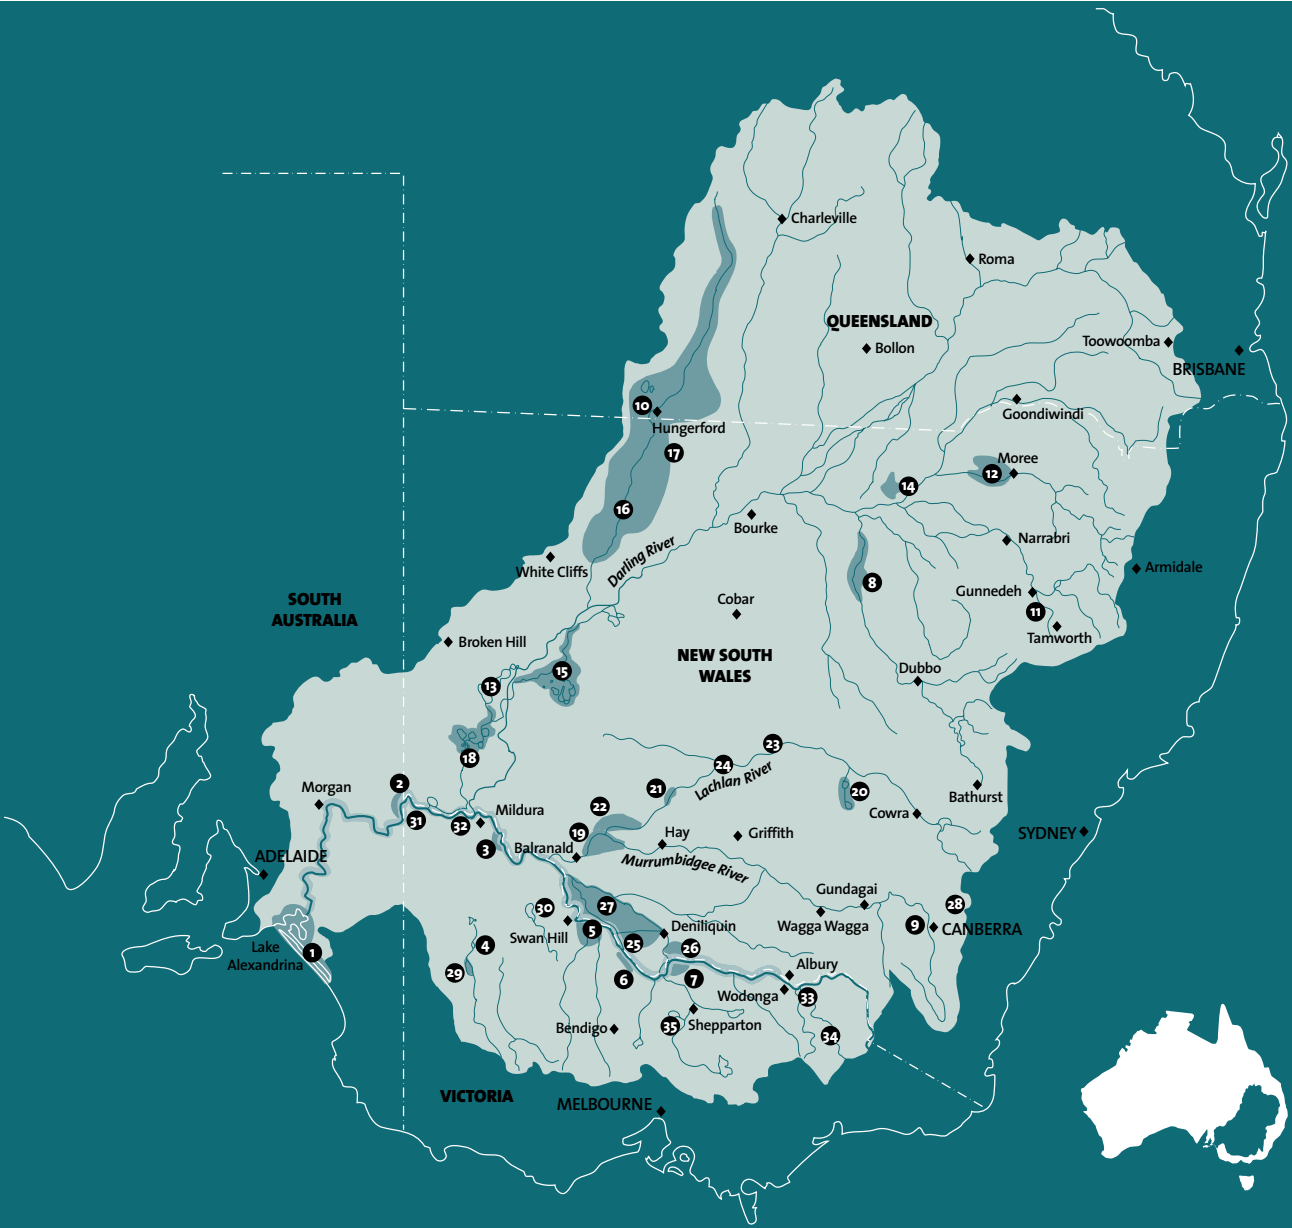 Charleville
Roma
QUEENSLAND
Bollon
Toowoomba
BRISBANE
10
Hungerford
Goondiwindi
17
Moree
12
14
16
Bourke
Darling River
Narrabri
White Cliffs
Armidale
8
Gunnedeh
SOUTH
AUSTRALIA
Cobar
11
Tamworth
Broken Hill
NEW SOUTH
WALES
15
Dubbo
13
23
18
24
Lachlan River
2
Morgan
21
20
Bathurst
22
Mildura
Cowra
31
32
19
Hay
Griffith
SYDNEY
3
Balranald
ADELAIDE
Murrumbidgee River
Gundagai
30
27
28
Swan Hill
5
Deniliquin
Wagga Wagga
9
CANBERRA
4
25
26
Lake
Alexandrina
1
29
6
7
Albury
Wodonga
33
Bendigo
35
Shepparton
34
VICTORIA
MELBOURNE